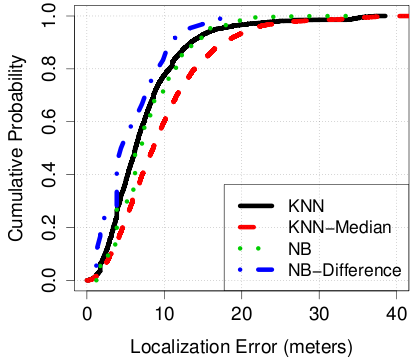 1.0
0.8
0.6
0.4
0.2
0.0
Cumulative Probability
KNN
KNN-Median
NB
NB-Difference
0 10 20 30 40
Localization Error (meters)